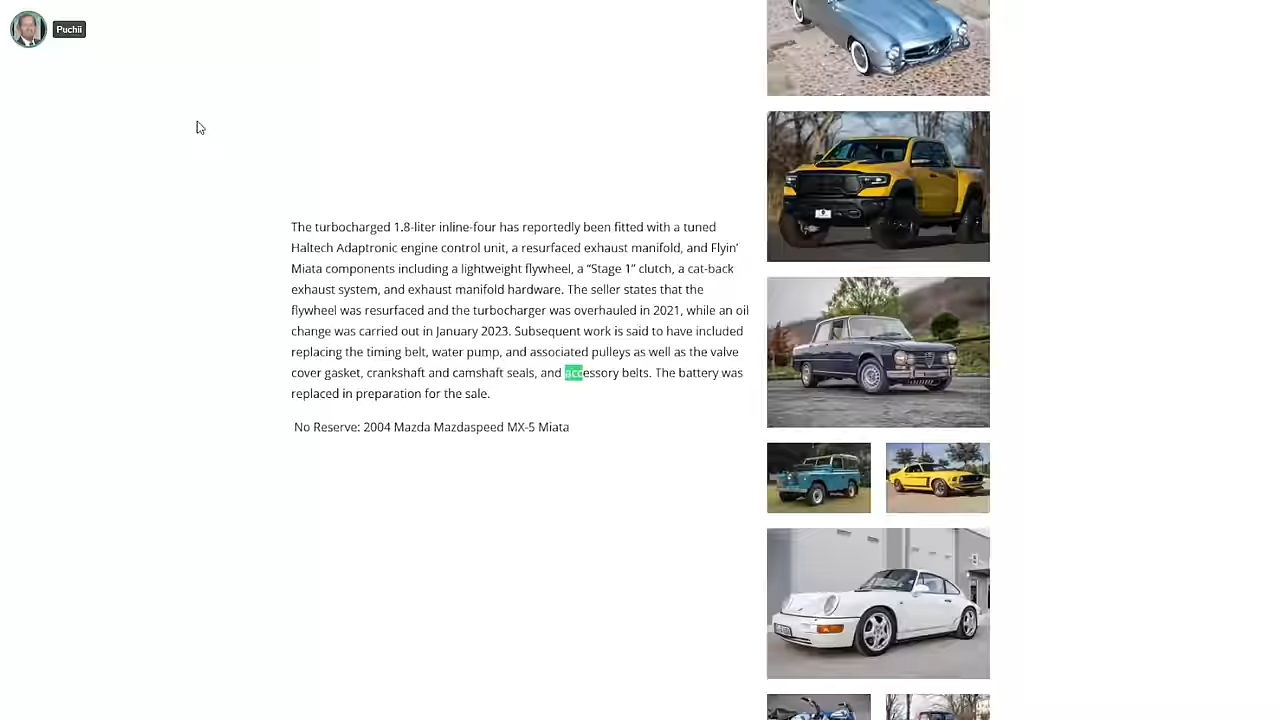 Puchii
The turbocharged 1.8-liter inline-four has reportedly been fitted with a tuned
Haltech Adaptronic engine control unit, a resurfaced exhaust manifold, and Flyin’
Miata components including a lightweight flywheel, a “Stage 1” clutch, a cat-back
exhaust system, and exhaust manifold hardware. The seller states that the
flywheel was resurfaced and the turbocharger was overhauled in 2021, while an oil
change was carried out in January 2023. Subsequent work is said to have included
replacing the timing belt, water pump, and associated pulleys as well as the valve
cover gasket, crankshaft and camshaft seals, and accessory belts. The battery was
replaced in preparation for the sale.
No Reserve: 2004 Mazda Mazdaspeed MX-5 Miata